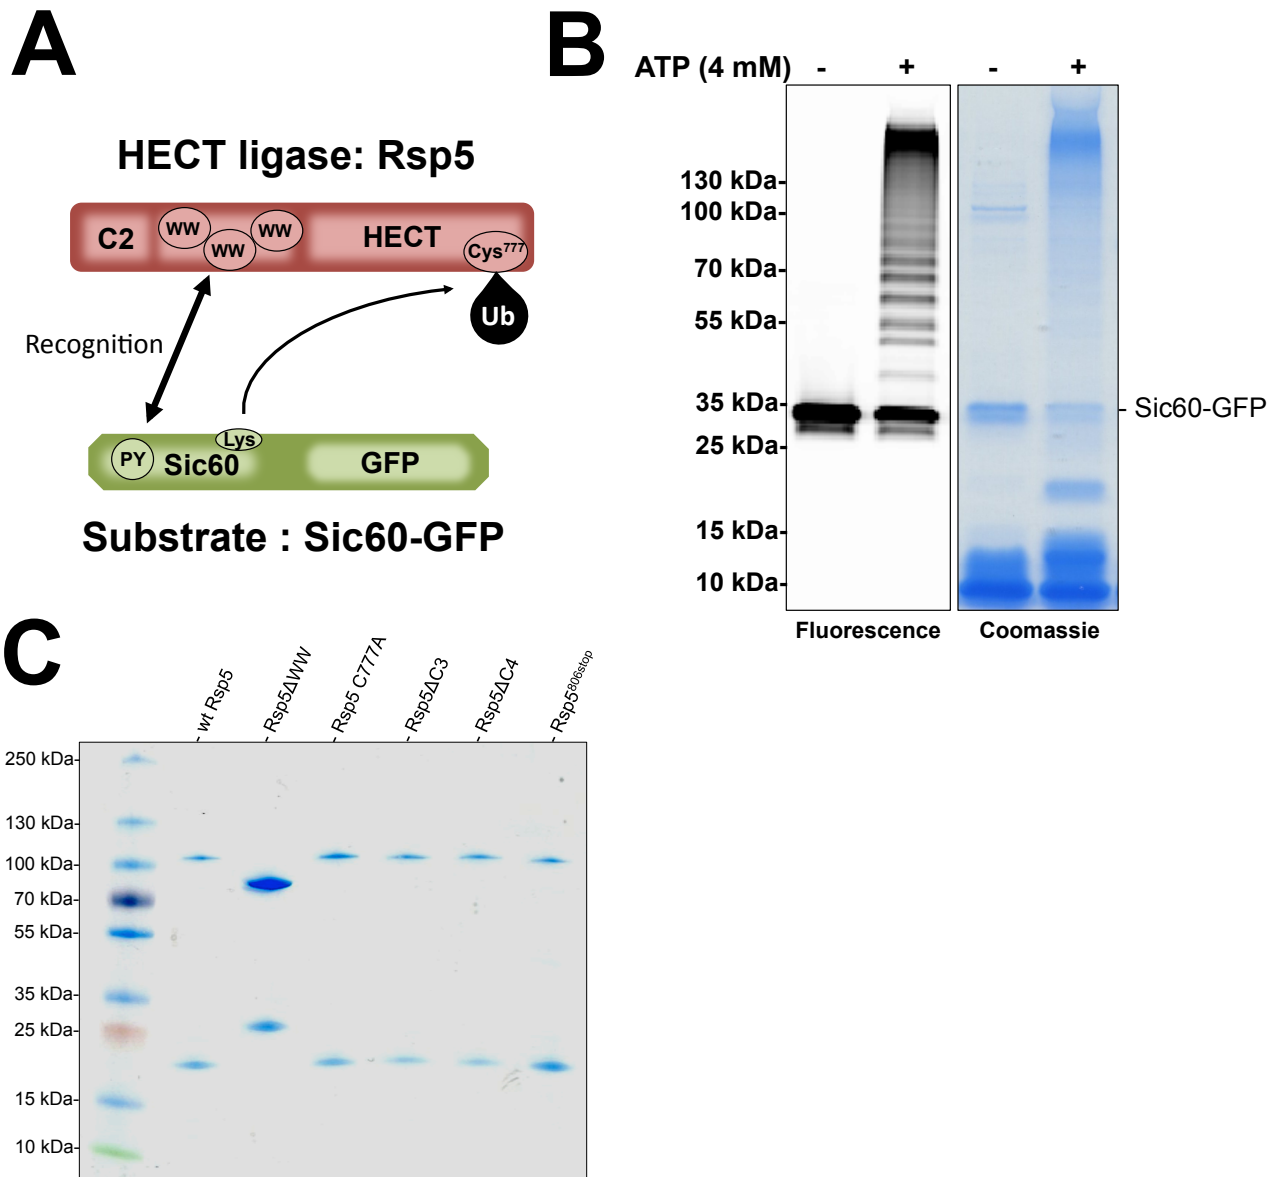 A
HECT ligase: Rsp5
C2
WW
WW
WW
HECT
Cys777
Ub
Recognition
PY
Sic60
Lys
GFP
Substrate : Sic60-GFP
B
ATP (4 mM) - + - +
130 kDa-
100 kDa-
70 kDa-
55 kDa-
35 kDa-
25 kDa-
15 kDa-
10 kDa-
- Sic60-GFP
Fluorescence
Coomassie
C
- wt Rsp5
- Rsp5ΔWW
- Rsp5 C777A
- Rsp5ΔC3
- Rsp5ΔC4
- Rsp5806stop
250 kDa-
130 kDa-
100 kDa-
70 kDa-
55 kDa-
35 kDa-
25 kDa-
15 kDa-
10 kDa-